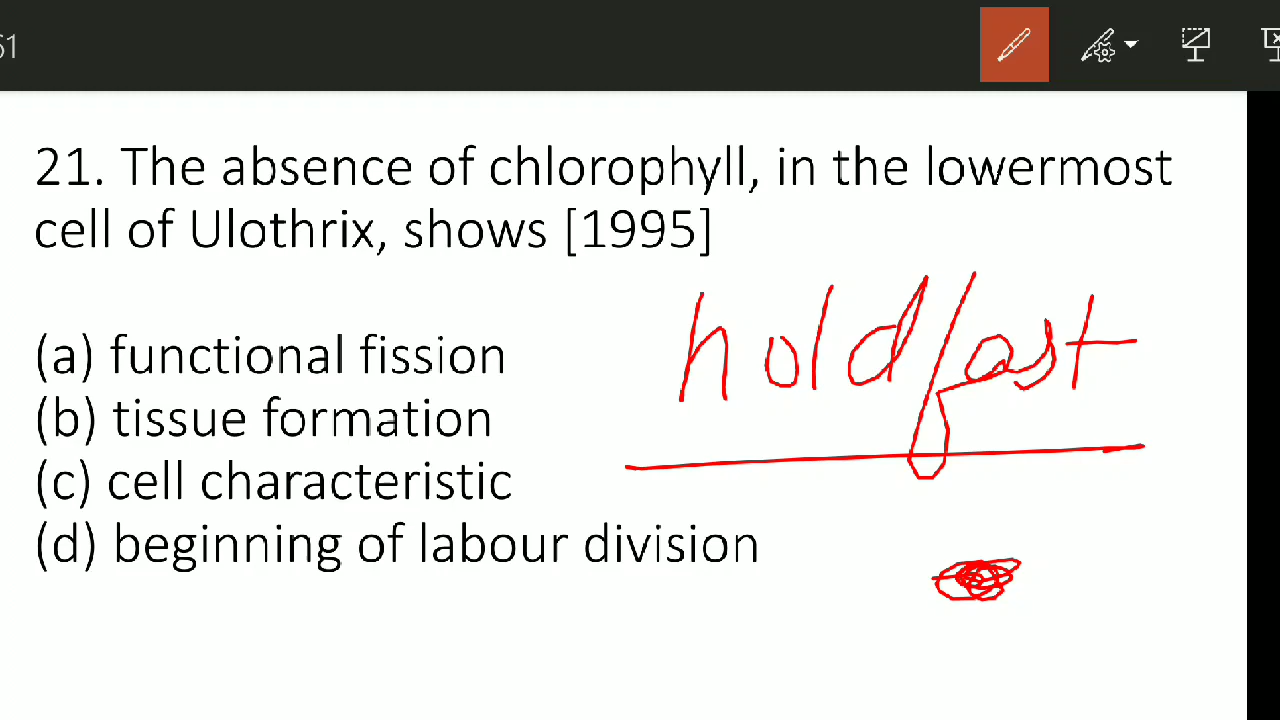 61
21. The absence of chlorophyll, in the lowermost
cell of Ulothrix, shows [1995]
holdfast
(a) functional fission
(b) tissue formation
(c) cell characteristic
(d) beginning of labour division